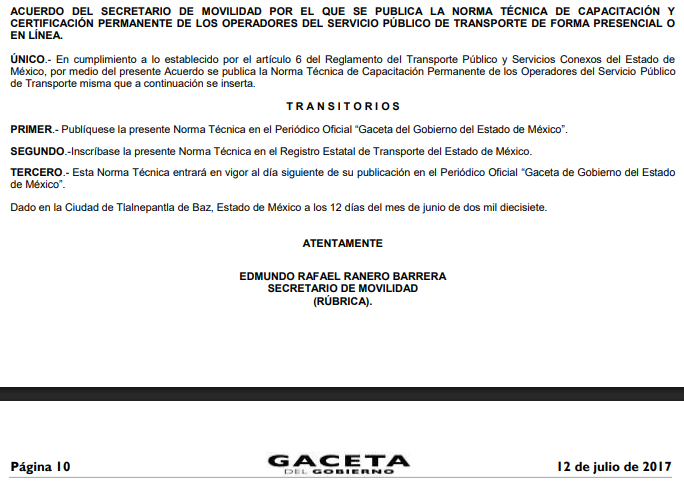 ACUERDO DEL SECRETARIO DE MOVILIDAD POR EL QUE SE PUBLICA LA NORMA TÉCNICA DE CAPACITACIÓN Y
CERTIFICACIÓN PERMANENTE DE LOS OPERADORES DEL SERVICIO PÚBLICO DE TRANSPORTE DE FORMA PRESENCIAL O
EN LÍNEA.
ÚNICO.- En cumplimiento a lo establecido por el artículo 6 del Reglamento del Transporte Público y Servicios Conexos del Estado de
México, por medio del presente Acuerdo se publica la Norma Técnica de Capacitación Permanente de los Operadores del Servicio Público
de Transporte misma que a continuación se inserta.
T R A N S I T O R I O S
PRIMER.- Publíquese la presente Norma Técnica en el Periódico Oficial “Gaceta del Gobierno del Estado de México”.
SEGUNDO.-Inscríbase la presente Norma Técnica en el Registro Estatal de Transporte del Estado de México.
TERCERO.- Esta Norma Técnica entrará en vigor al día siguiente de su publicación en el Periódico Oficial “Gaceta de Gobierno del Estado
de México”.
Dado en la Ciudad de Tlalnepantla de Baz, Estado de México a los 12 días del mes de junio de dos mil diecisiete.
ATENTAMENTE
EDMUNDO RAFAEL RANERO BARRERA
SECRETARIO DE MOVILIDAD
(RÚBRICA).
Página 10
GACETA
DEL GOBIERNO
12 de julio de 2017